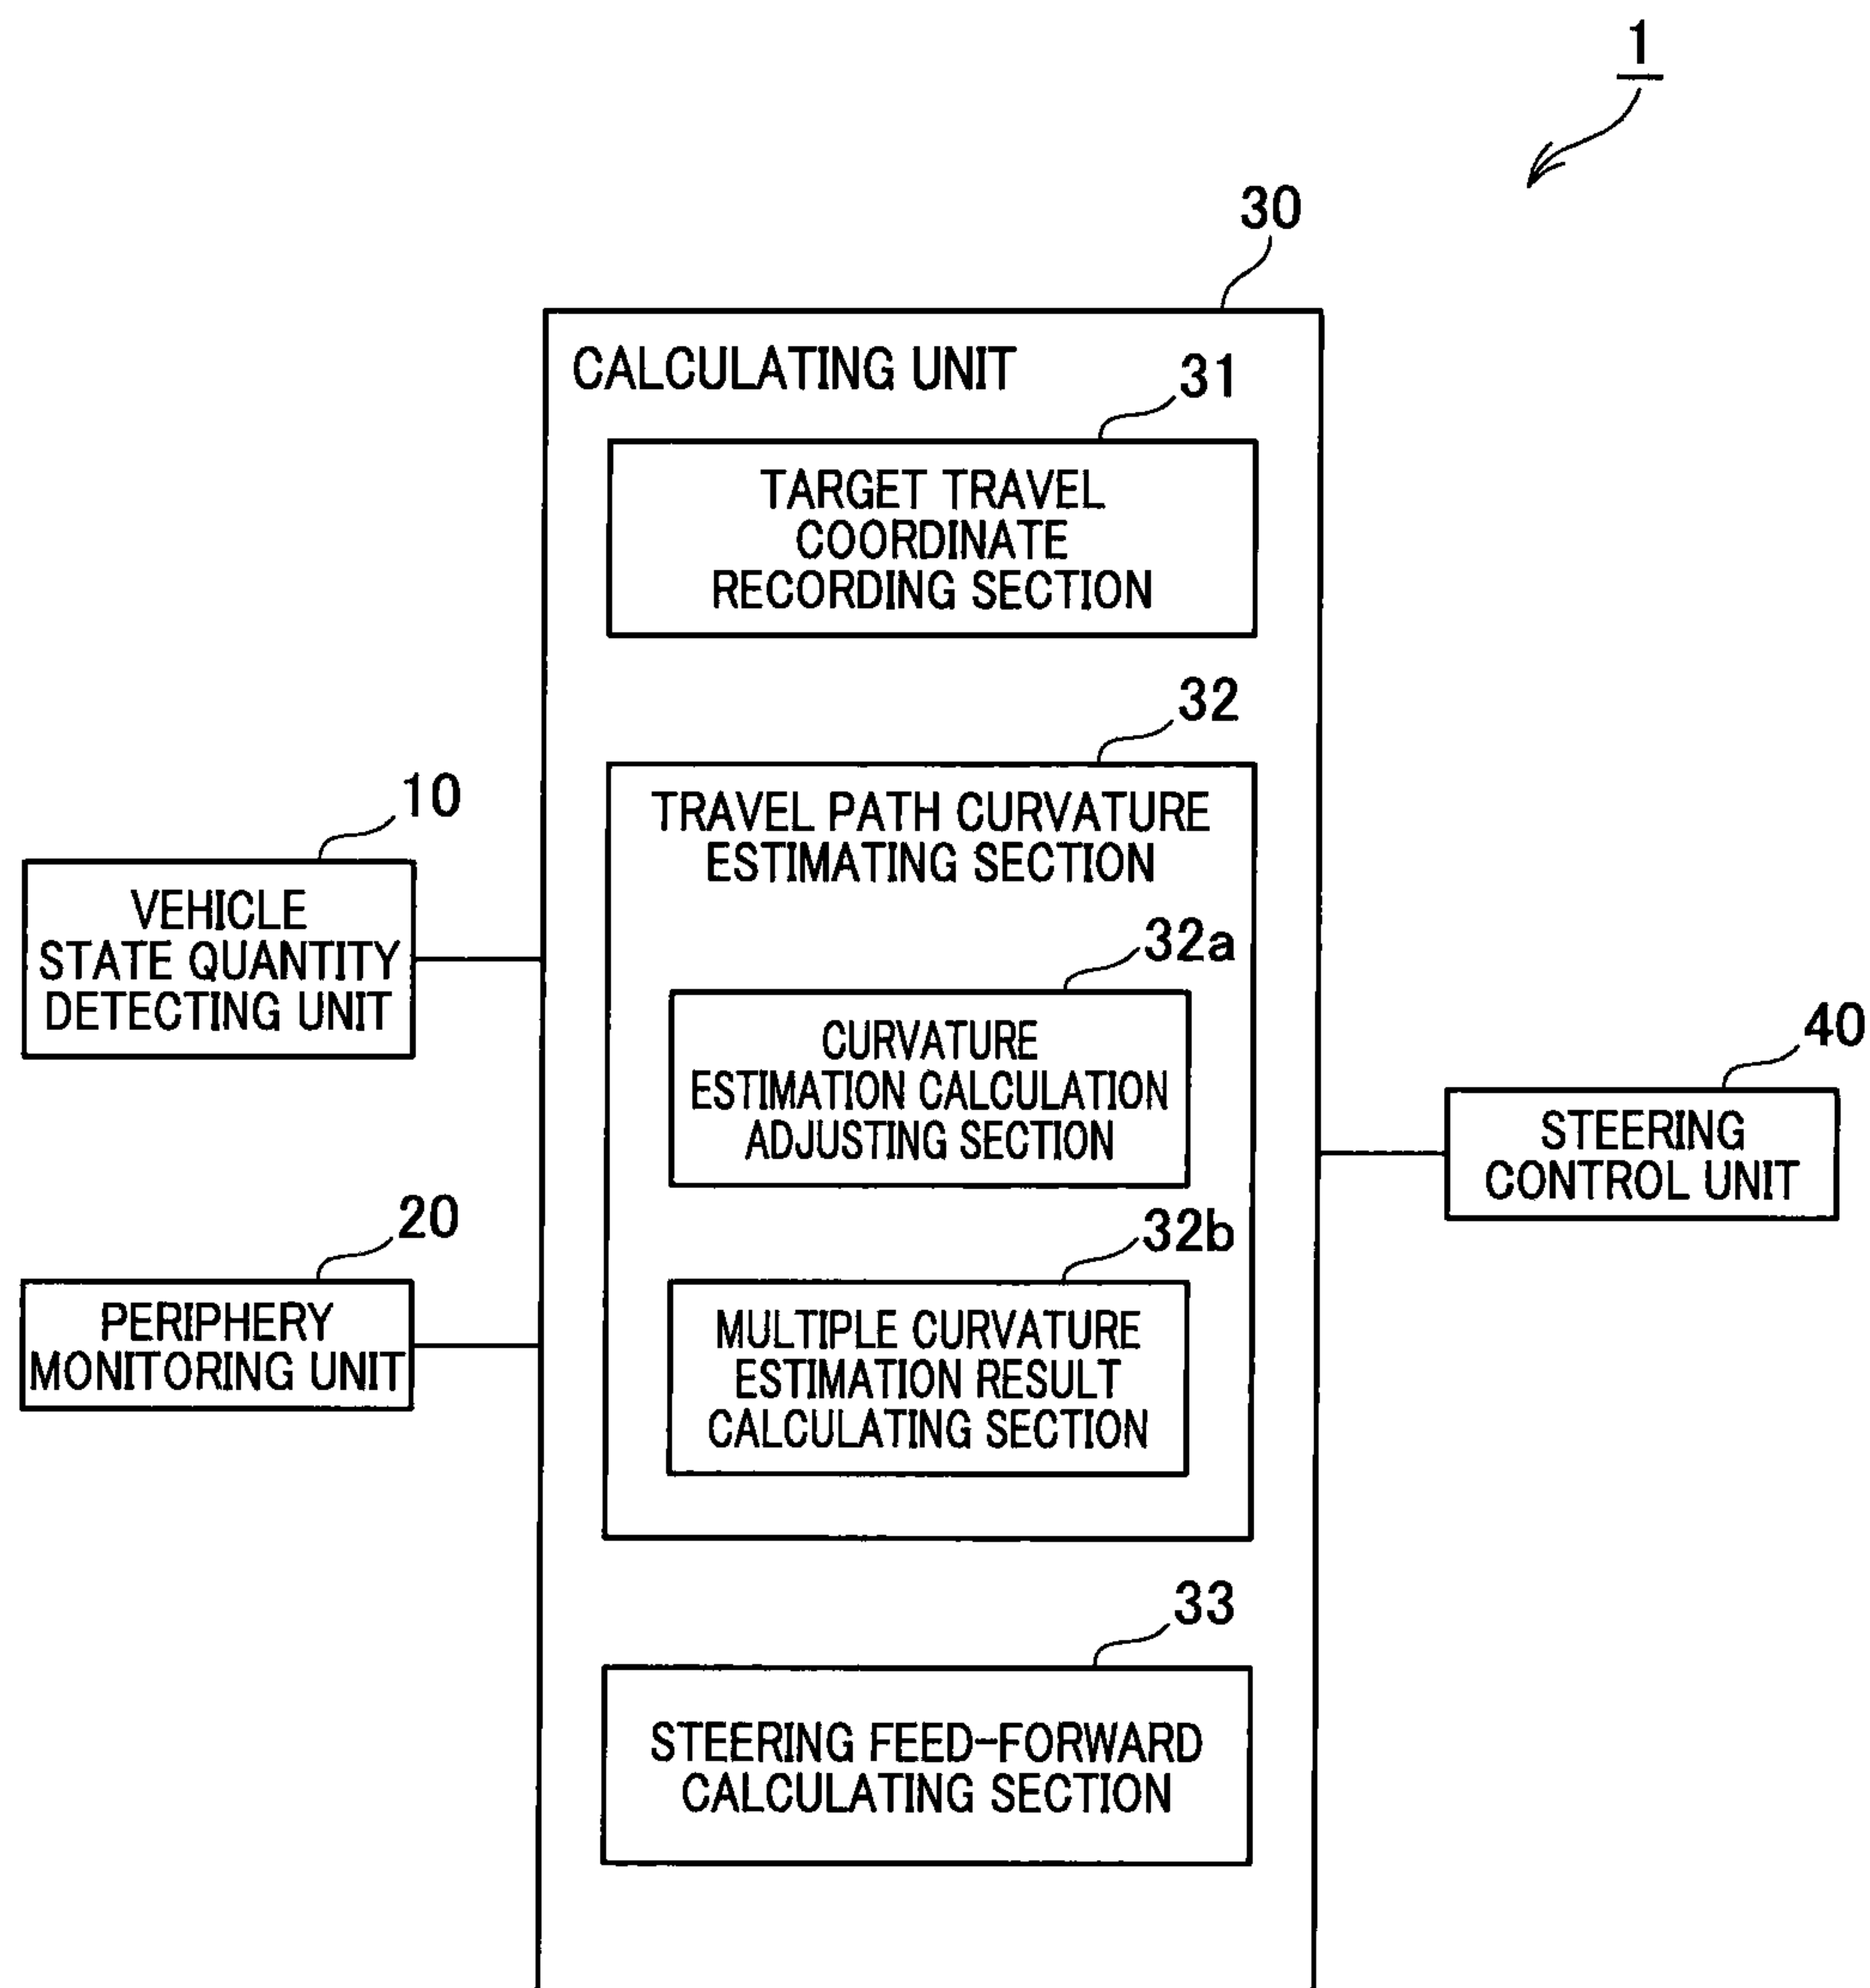 1
30
CALCULATING UNIT
31
TARGET TRAVEL
COORDINATE
RECORDING SECTION
32
TRAVEL PATH CURVATURE
ESTIMATING SECTION
10
VEHICLE
STATE QUANTITY
DETECTING UNIT
32a
CURVATURE
ESTIMATION CALCULATION
ADJUSTING SECTION
40
STEERING
CONTROL UNIT
20
PERIPHERY
MONITORING UNIT
32b
MULTIPLE CURVATURE
ESTIMATION RESULT
CALCULATING SECTION
33
STEERING FEED-FORWARD
CALCULATING SECTION